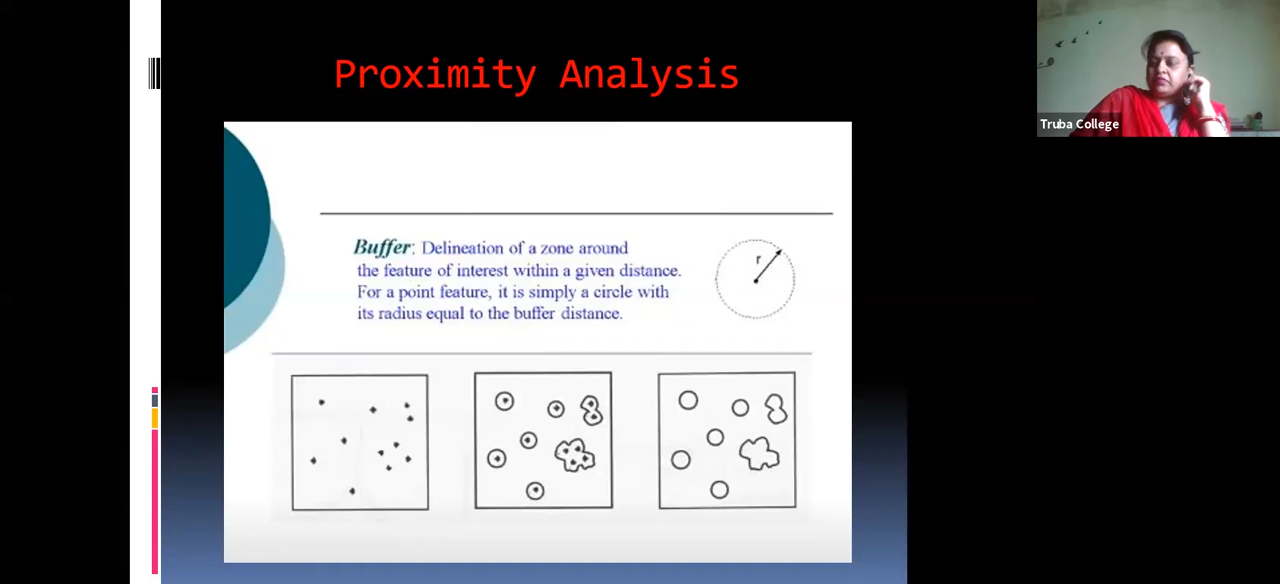 Proximity Analysis
Truba College
Buffer: Delineation of a zone around
the feature of interest within a given distance.
For a point feature, it is simply a circle with
its radius equal to the buffer distance.
r